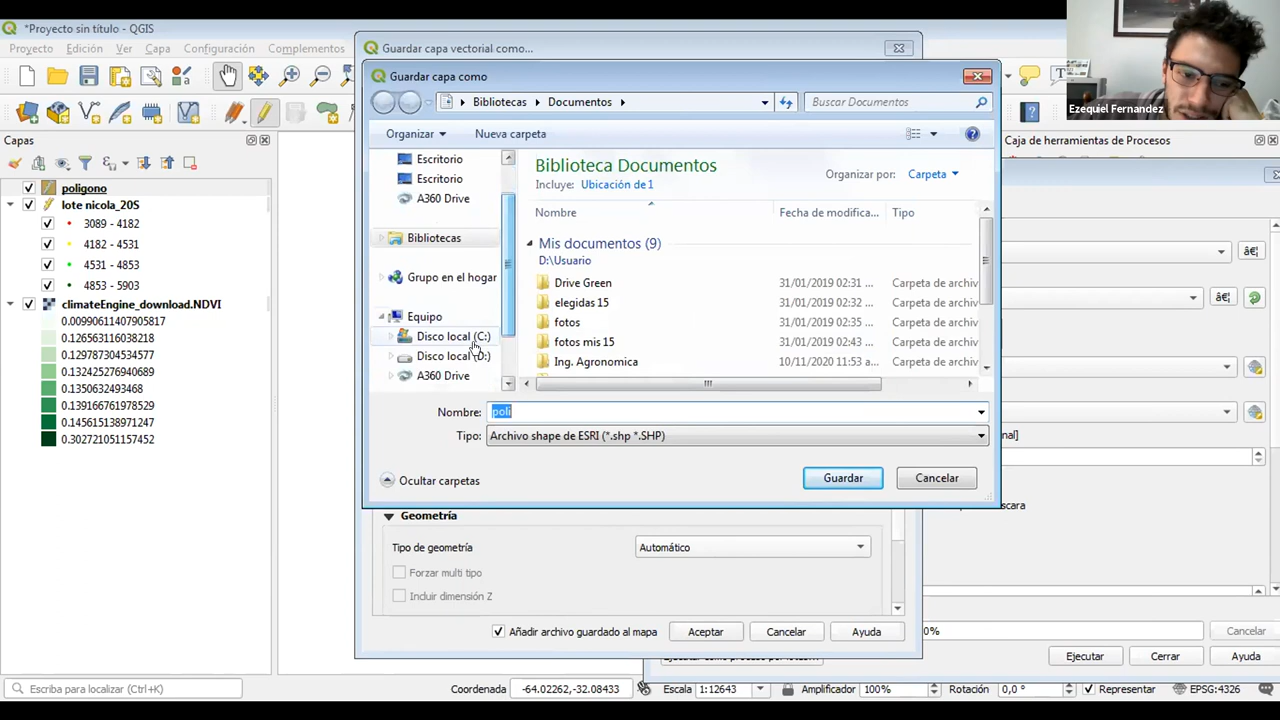 *Proyecto sin título - QGIS
Proyecto Edición Ver Capa Configuración Complementos
Capas
poligono
lote nicola_20S
3089 - 4182
4182 - 4531
4531 - 4853
4853 - 5903
climateEngine_download.NDVI
0.00990611407905817
0.126563116038218
0.129787304534577
0.132425276940689
0.1350632493468
0.139166761978529
0.145615138971247
0.302721051157452
Guardar capa vectorial como...
Guardar capa como
Bibliotecas Documentos
Buscar Documentos
Organizar Nueva carpeta
Escritorio
Escritorio
A360 Drive
Bibliotecas
Grupo en el hogar
Equipo
Disco local (C:)
Disco local (D:)
A360 Drive
Biblioteca Documentos
Incluye: Ubicación de 1
Organizar por: Carpeta
Nombre Fecha de modifica... Tipo
Mis documentos (9)
D:\Usuario
Drive Green 31/01/2019 02:31 ... Carpeta de archiv
elegidas 15 31/01/2019 02:32 ... Carpeta de archiv
fotos 31/01/2019 02:35 ... Carpeta de archiv
fotos mis 15 31/01/2019 02:43 ... Carpeta de archiv
Ing. Agronomica 10/11/2020 11:53 a... Carpeta de archiv
Nombre: poli
Tipo: Archivo shape de ESRI (*.shp *.SHP)
Ocultar carpetas Guardar Cancelar
Geometría
Tipo de geometría Automático
Forzar multi tipo
Incluir dimensión Z
Añadir archivo guardado al mapa Aceptar Cancelar Ayuda
Ezequiel Fernandez
Caja de herramientas de Procesos
â€¦
â€¦
nal]
scara
0% Cancelar
Ejecutar Cerrar Ayuda
Escriba para localizar (Ctrl+K) Coordenada -64.02262,-32.08433 Escala 1:12643 Amplificador 100% Rotación 0,0 ° Representar EPSG:4326